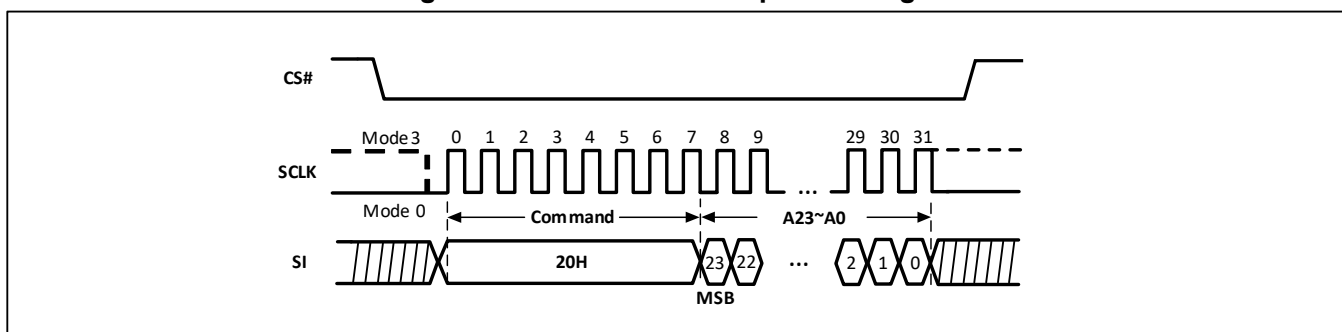 CS#
Mode 3 0 1 2 3 4 5 6 7 8 9 29 30 31
SCLK
...
Mode 0 Command A23~A0
SI 20H 23 22 ... 2 1 0
MSB